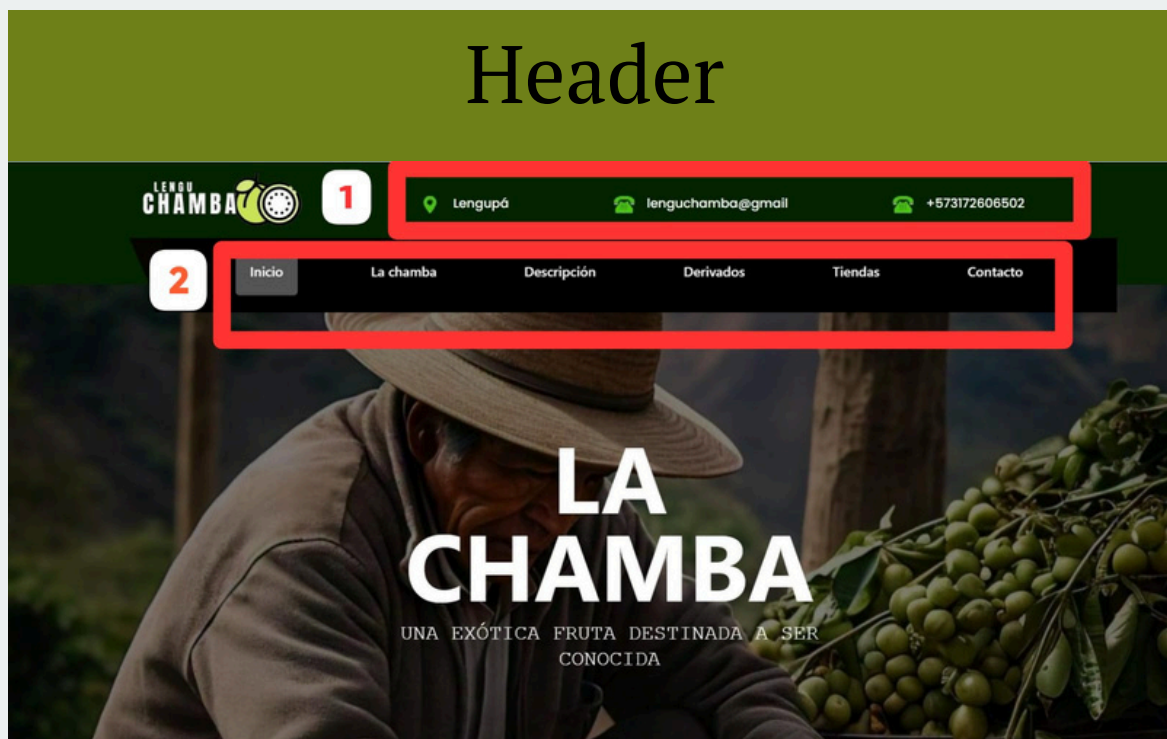 Header
LENGU
CHAMBA
1
Lengupá
lenguchamba@gmail
+573172606502
2
Inicio
La chamba
Descripción
Derivados
Tiendas
Contacto
LA
CHAMBA
UNA EXÓTICA FRUTA DESTINADA A SER
CONOCIDA